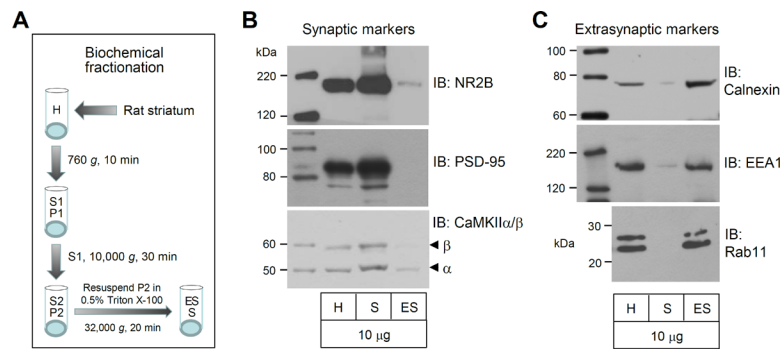 A
Biochemical
fractionation
H
Rat striatum
760 g, 10 min
S1
P1
S1, 10,000 g, 30 min
S2
P2
Resuspend P2 in
0.5% Triton X-100
32,000 g, 20 min
ES
S
B
Synaptic markers
kDa
220
120
IB: NR2B
100
80
IB: PSD-95
IB: CaMKIIα/β
60
β
50
α
H S ES
10 μg
C
Extrasynaptic markers
100
80
60
IB:
Calnexin
220
120
IB: EEA1
30
kDa
20
IB:
Rab11
H S ES
10 μg